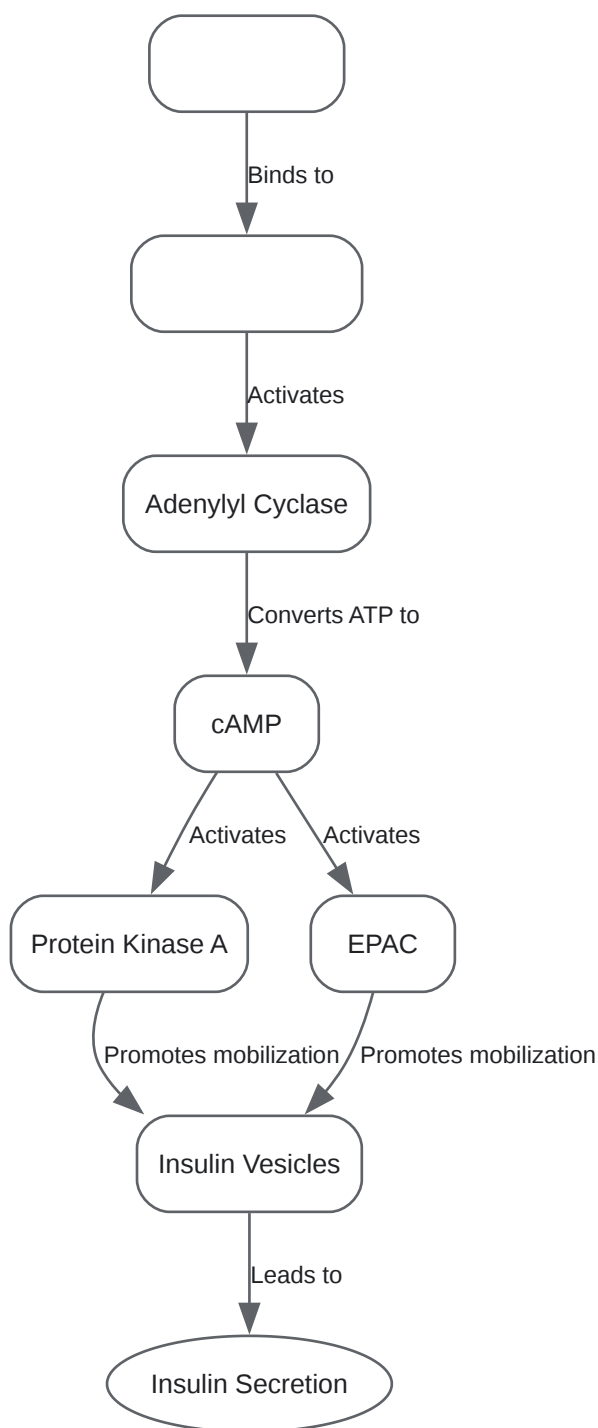 Binds to
Activates
Adenylyl Cyclase
Converts ATP to
cAMP
Activates
Activates
Protein Kinase A
EPAC
Promotes mobilization
Promotes mobilization
Insulin Vesicles
Leads to
Insulin Secretion